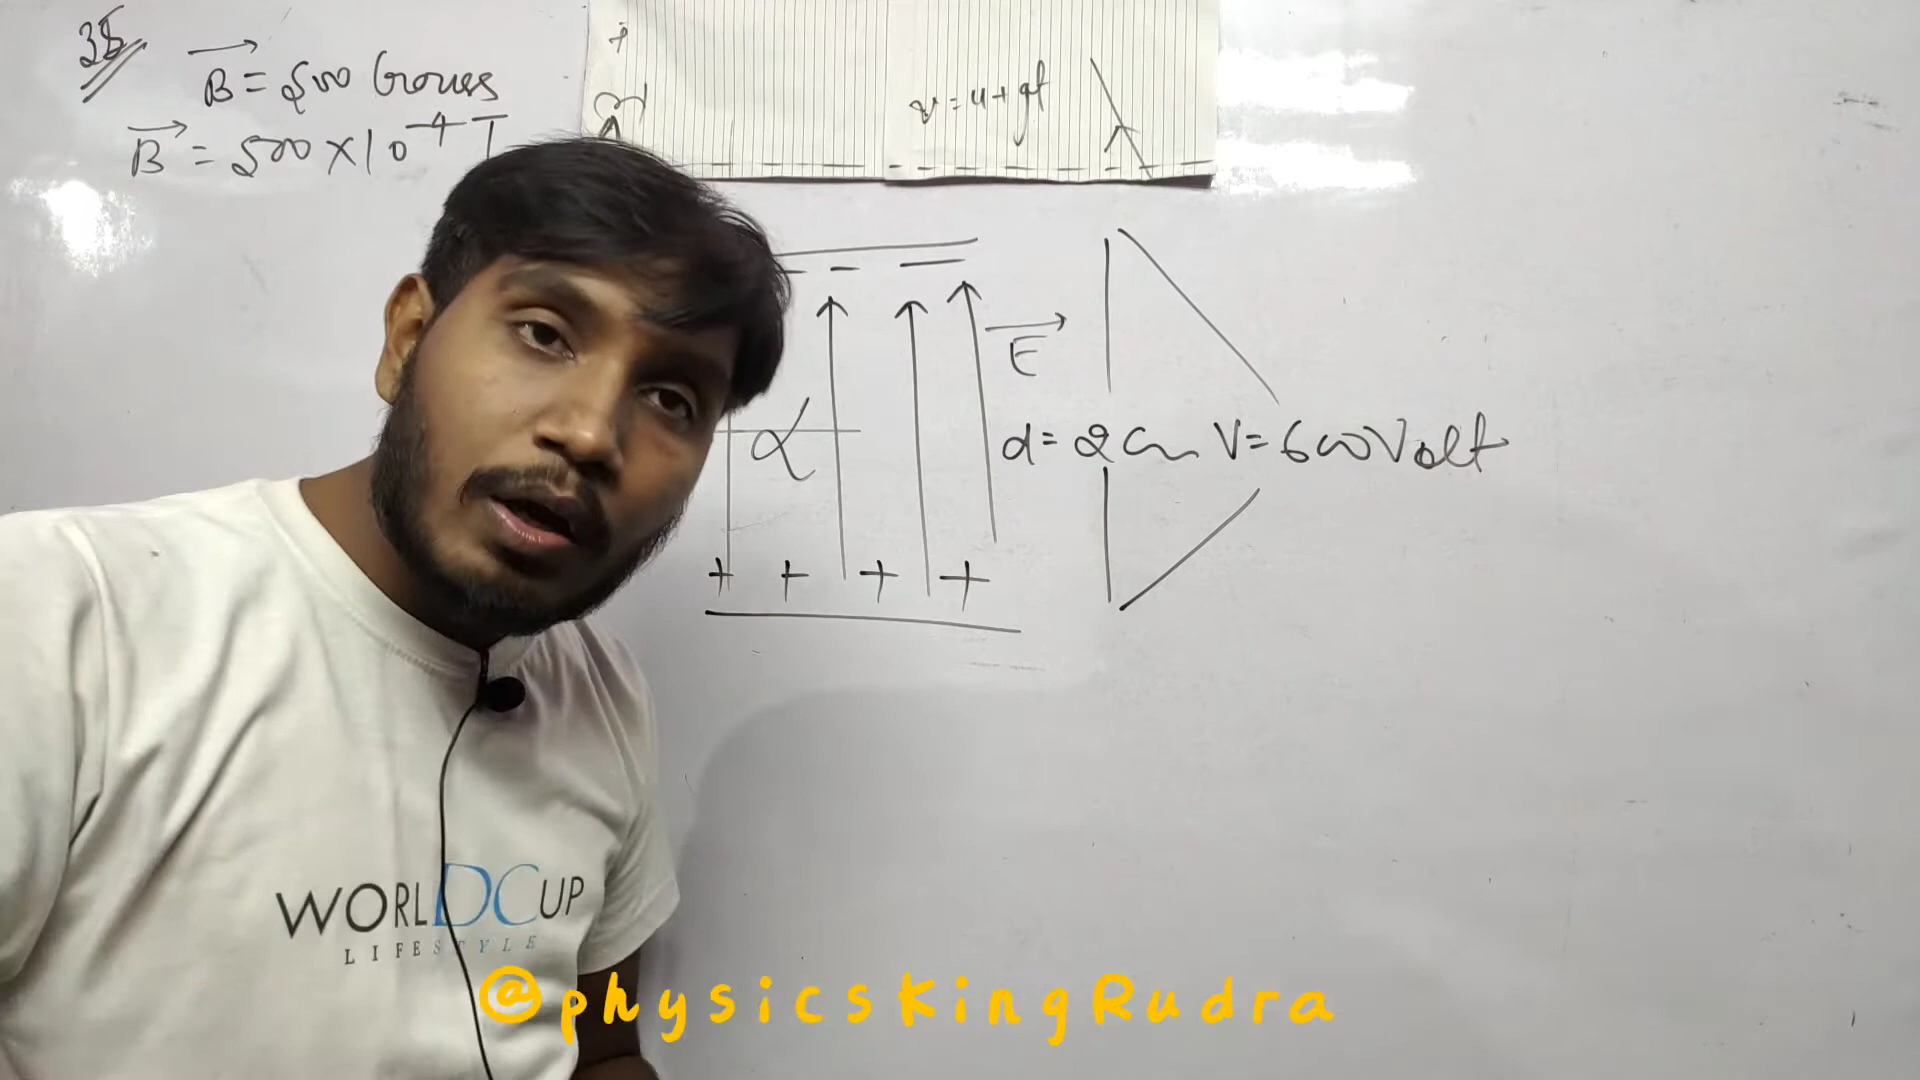 35
B = 500 Gauss
B = 500 × 10⁻⁴ T
v = u + gt
E
α
d = 2 Cm V = 600 Volt
+ + + +
WORLDCUP
LIFESTYLE
@physicsKingRudra